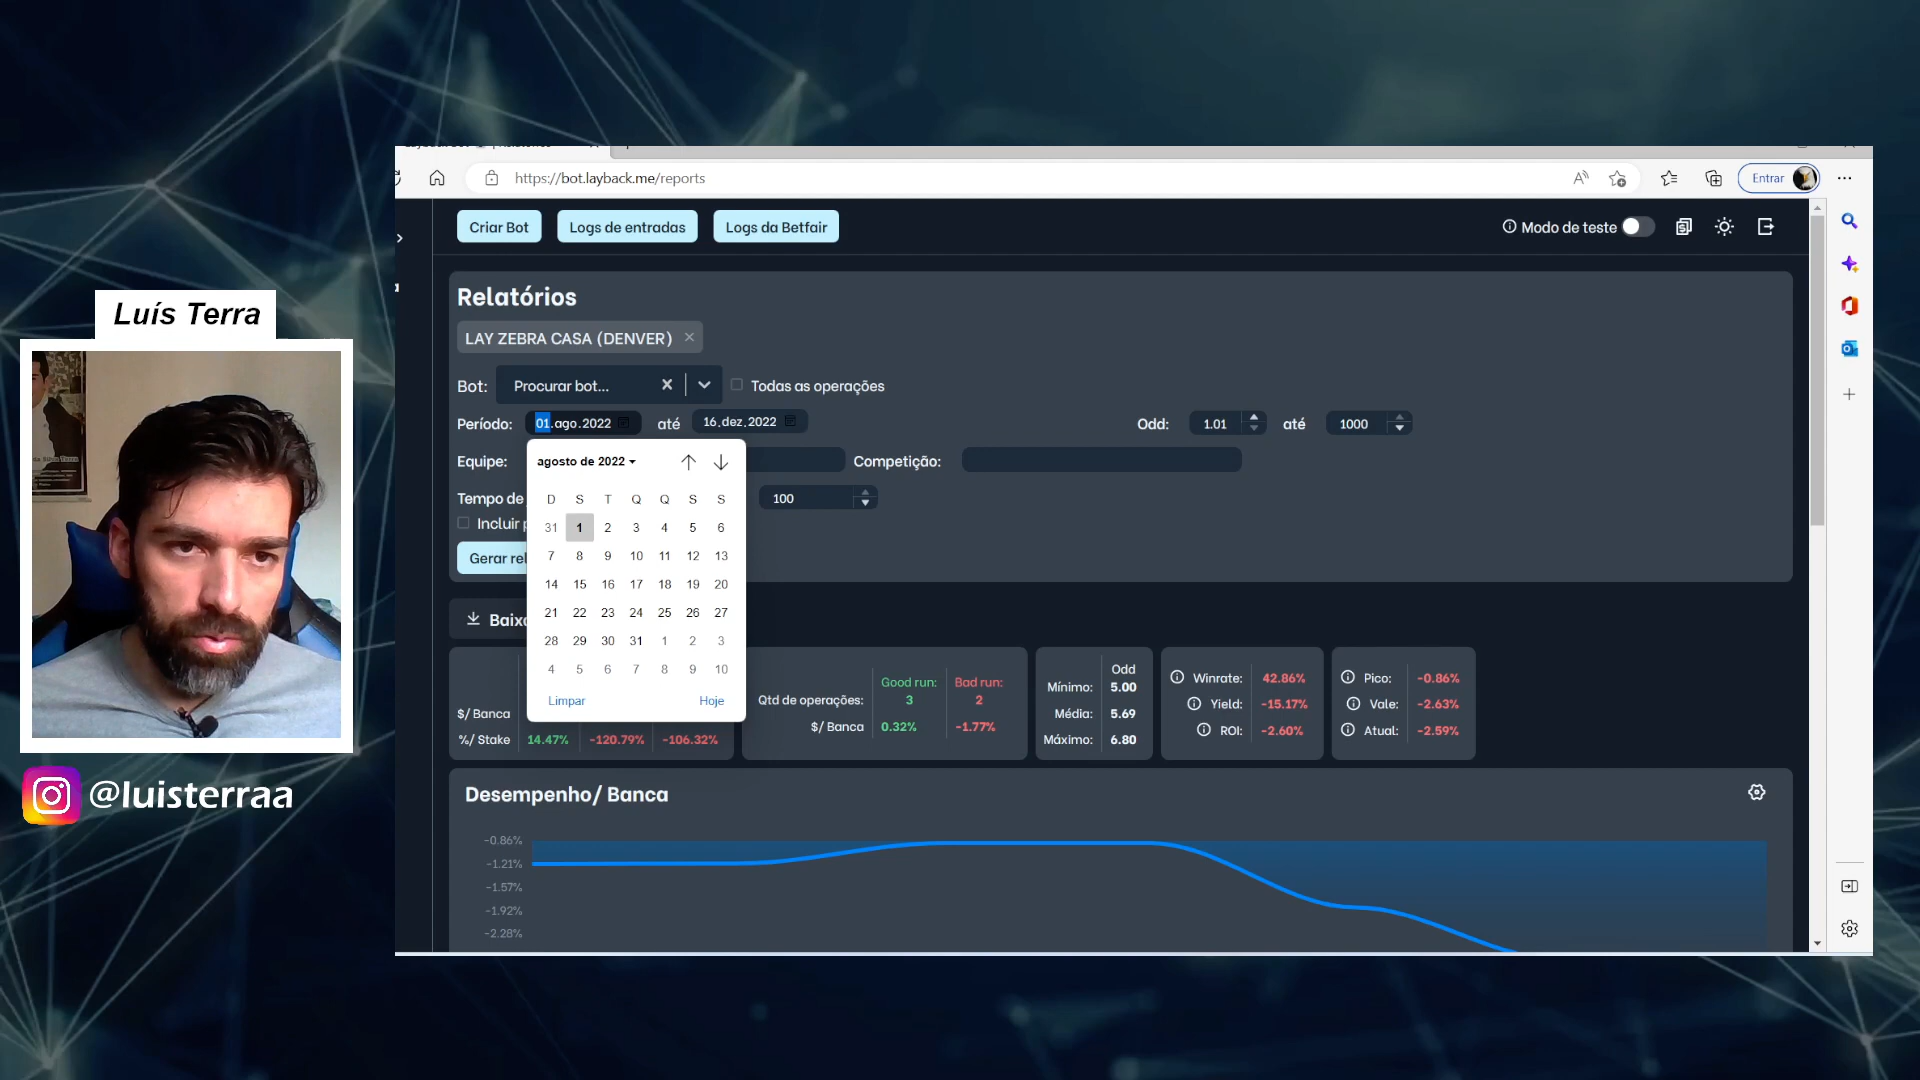 https://bot.layback.me/reports
Entrar
Criar Bot
Logs de entradas
Logs da Betfair
Modo de teste
Relatórios
LAY ZEBRA CASA (DENVER)
Bot: Procurar bot... Todas as operações
Período: 01.ago.2022 até 16.dez.2022 Odd: 1.01 até 1000
Equipe: Competição:
Tempo de 100
Incluir
Gerar rel
agosto de 2022
D S T Q Q S S
31 1 2 3 4 5 6
7 8 9 10 11 12 13
14 15 16 17 18 19 20
21 22 23 24 25 26 27
28 29 30 31 1 2 3
4 5 6 7 8 9 10
Limpar Hoje
Baixa
$/ Banca
%/ Stake 14.47% -120.79% -106.32%
Good run: Bad run:
Qtd de operações: 3 2
$/ Banca 0.32% -1.77%
Odd
Mínimo: 5.00
Média: 5.69
Máximo: 6.80
Winrate: 42.86%
Yield: -15.17%
ROI: -2.60%
Pico: -0.86%
Vale: -2.63%
Atual: -2.59%
Desempenho/ Banca
-0.86%
-1.21%
-1.57%
-1.92%
-2.28%
Luís Terra
@luisterraa